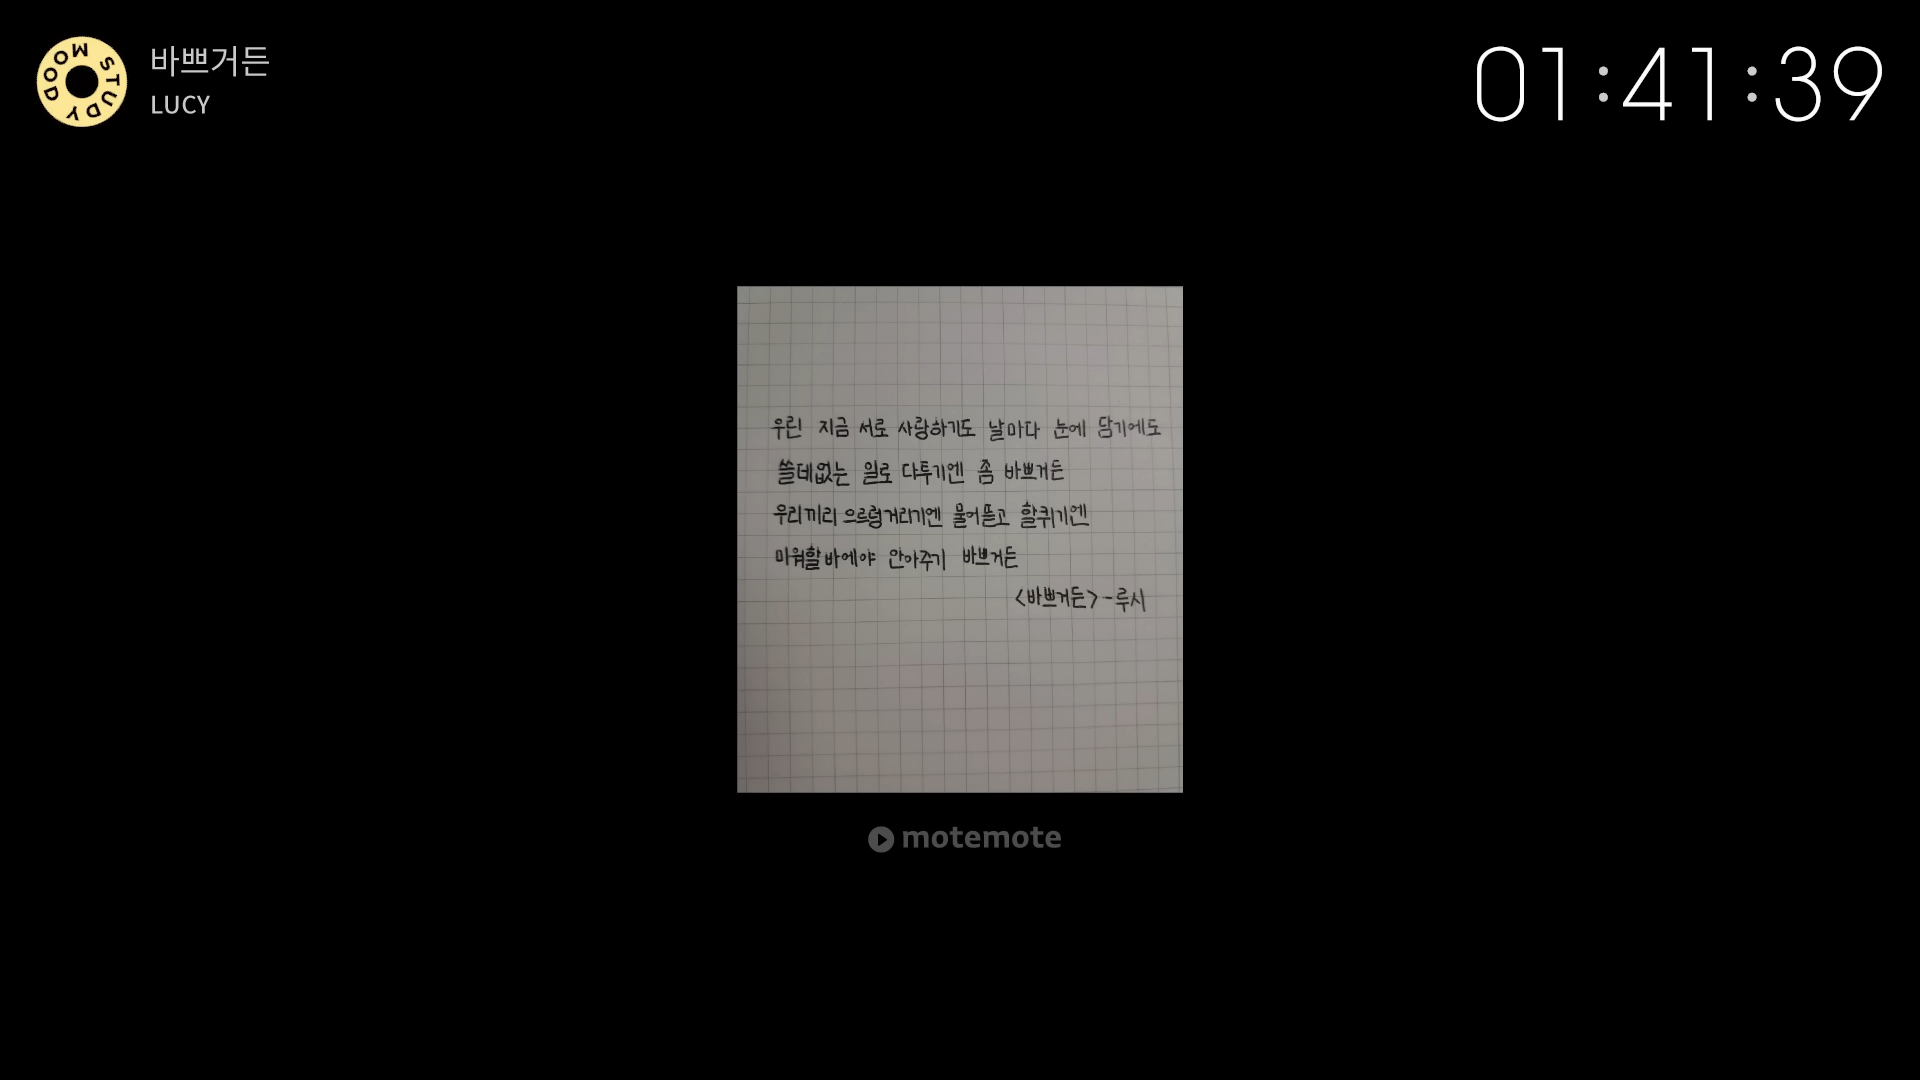 STUDY MOOD
바쁘거든
LUCY
01:41:39
우린 지금 서로 사랑하기도 날마다 눈에 담기에도
쓸데없는 일로 다투기엔 좀 바쁘거든
우리끼리 으르렁거리기엔 물어뜯고 할퀴기엔
미워할바에야 안아주기 바쁘거든
<바쁘거든>-루시
motemote